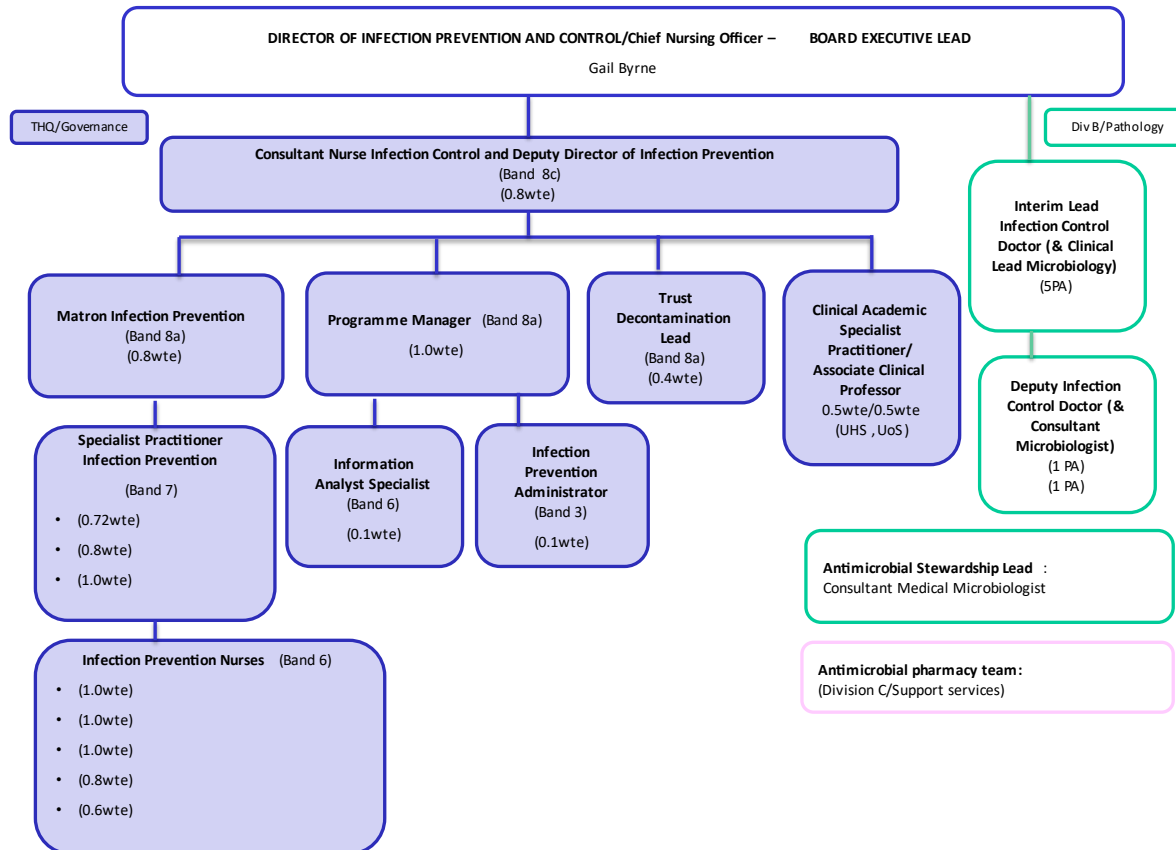 DIRECTOR OF INFECTION PREVENTION AND CONTROL/Chief Nursing Officer – BOARD EXECUTIVE LEAD
Gail Byrne
THQ/Governance
Div B/Pathology
Consultant Nurse Infection Control and Deputy Director of Infection Prevention
(Band 8c)
(0.8wte)
Interim Lead
Infection Control
Doctor (& Clinical
Lead Microbiology)
(5PA)
Matron Infection Prevention
(Band 8a)
(0.8wte)
Programme Manager (Band 8a)
(1.0wte)
Trust
Decontamination
Lead
(Band 8a)
(0.4wte)
Clinical Academic
Specialist
Practitioner/
Associate Clinical
Professor
0.5wte/0.5wte
(UHS , UoS)
Deputy Infection
Control Doctor (&
Consultant
Microbiologist)
(1 PA)
(1 PA)
Specialist Practitioner
Infection Prevention
(Band 7)
• (0.72wte)
• (0.8wte)
• (1.0wte)
Information
Analyst Specialist
(Band 6)
(0.1wte)
Infection
Prevention
Administrator
(Band 3)
(0.1wte)
Antimicrobial Stewardship Lead :
Consultant Medical Microbiologist
Infection Prevention Nurses (Band 6)
• (1.0wte)
• (1.0wte)
• (1.0wte)
• (0.8wte)
• (0.6wte)
Antimicrobial pharmacy team:
(Division C/Support services)